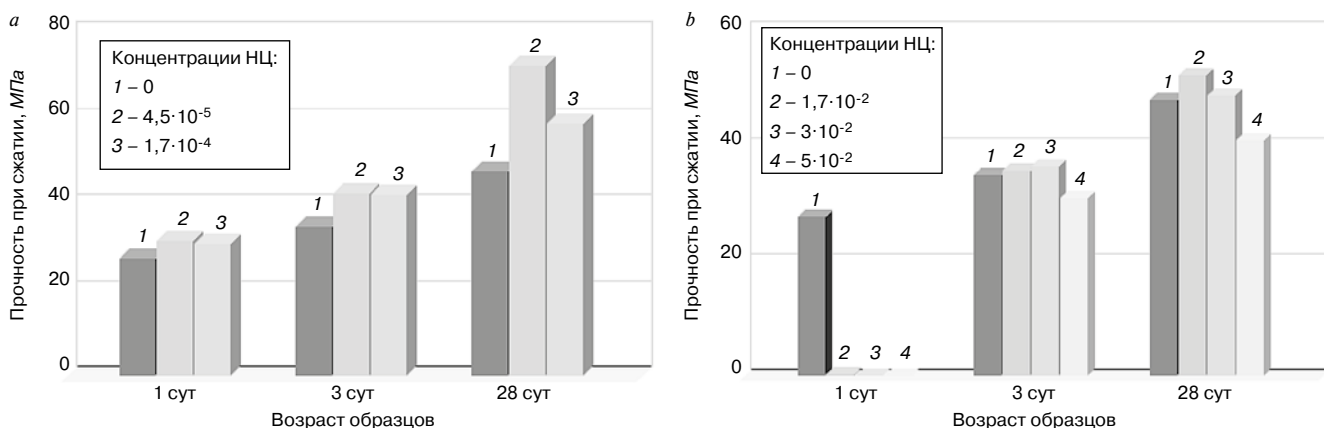 a
80
60
40
20
0
Прочность при сжатии, МПа
Концентрации НЦ:
1 – 0
2 – 4,5·10⁻⁵
3 – 1,7·10⁻⁴
1
2
3
1
2
3
1
2
3
1 сут
3 сут
28 сут
Возраст образцов
b
60
40
20
0
Прочность при сжатии, МПа
Концентрации НЦ:
1 – 0
2 – 1,7·10⁻²
3 – 3·10⁻²
4 – 5·10⁻²
1
2
3
4
1
2
3
4
1
2
3
4
1 сут
3 сут
28 сут
Возраст образцов